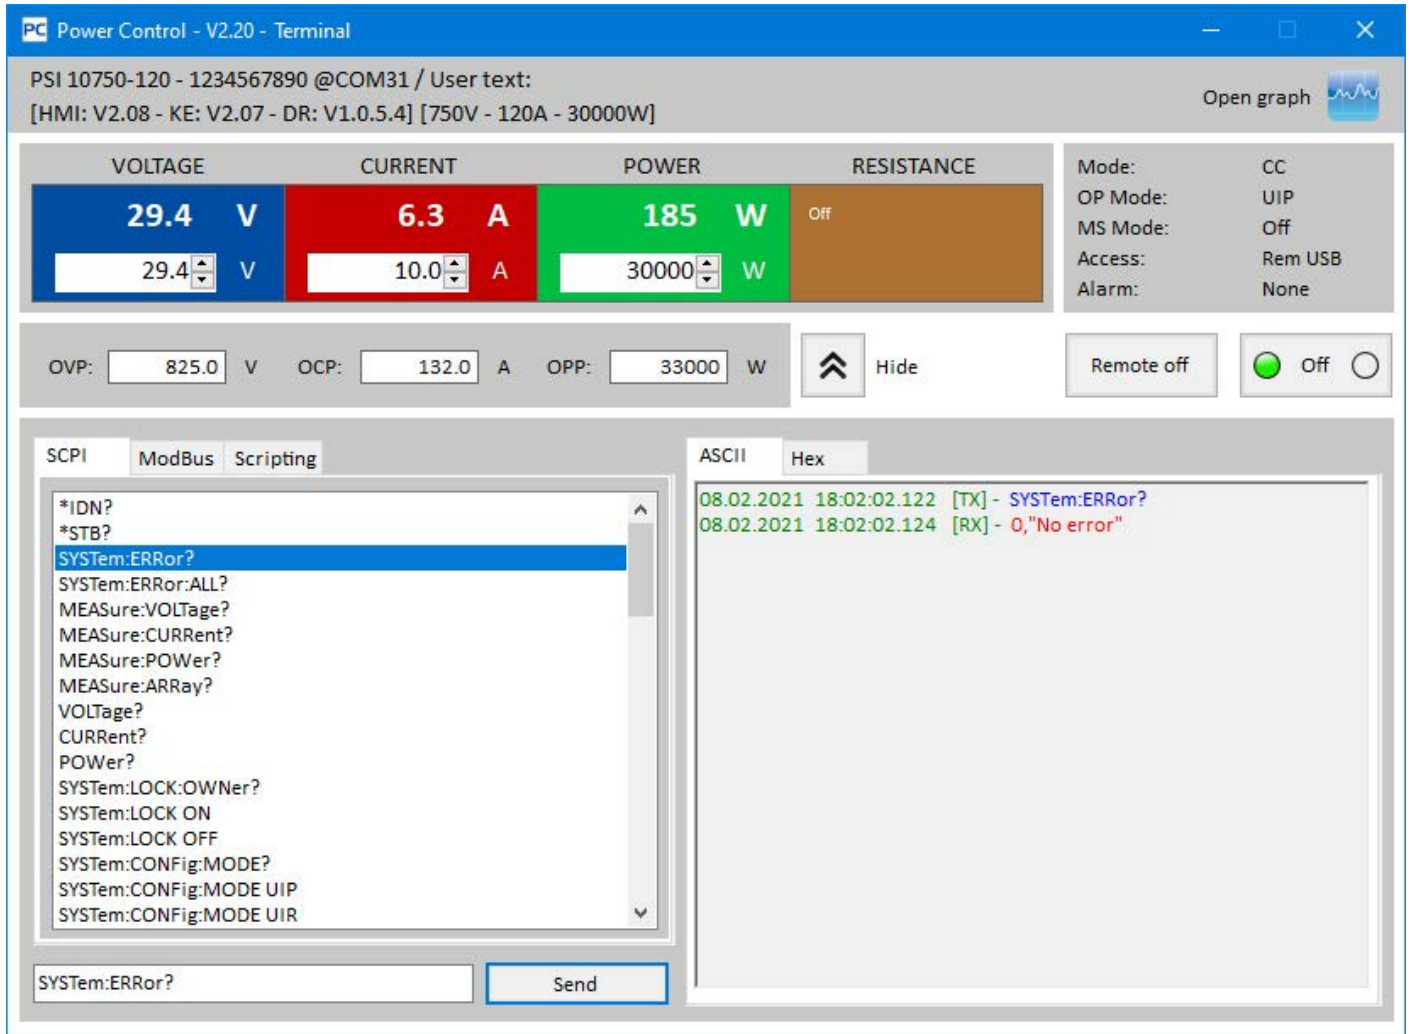 PC Power Control - V2.20 - Terminal
PSI 10750-120 - 1234567890 @COM31 / User text:
[HMI: V2.08 - KE: V2.07 - DR: V1.0.5.4] [750V - 120A - 30000W]
Open graph
VOLTAGE CURRENT POWER RESISTANCE
29.4 V 6.3 A 185 W Off
29.4 V 10.0 A 30000 W
Mode: CC
OP Mode: UIP
MS Mode: Off
Access: Rem USB
Alarm: None
OVP: 825.0 V OCP: 132.0 A OPP: 33000 W Hide Remote off Off
SCPI ModBus Scripting
*IDN?
*STB?
SYSTem:ERRor?
SYSTem:ERRor:ALL?
MEASure:VOLTage?
MEASure:CURRent?
MEASure:POWer?
MEASure:ARRay?
VOLTage?
CURRent?
POWer?
SYSTem:LOCK:OWNer?
SYSTem:LOCK ON
SYSTem:LOCK OFF
SYSTem:CONFig:MODE?
SYSTem:CONFig:MODE UIP
SYSTem:CONFig:MODE UIR
SYSTem:ERRor? Send
ASCII Hex
08.02.2021 18:02:02.122 [TX] - SYSTem:ERRor?
08.02.2021 18:02:02.124 [RX] - 0,"No error"